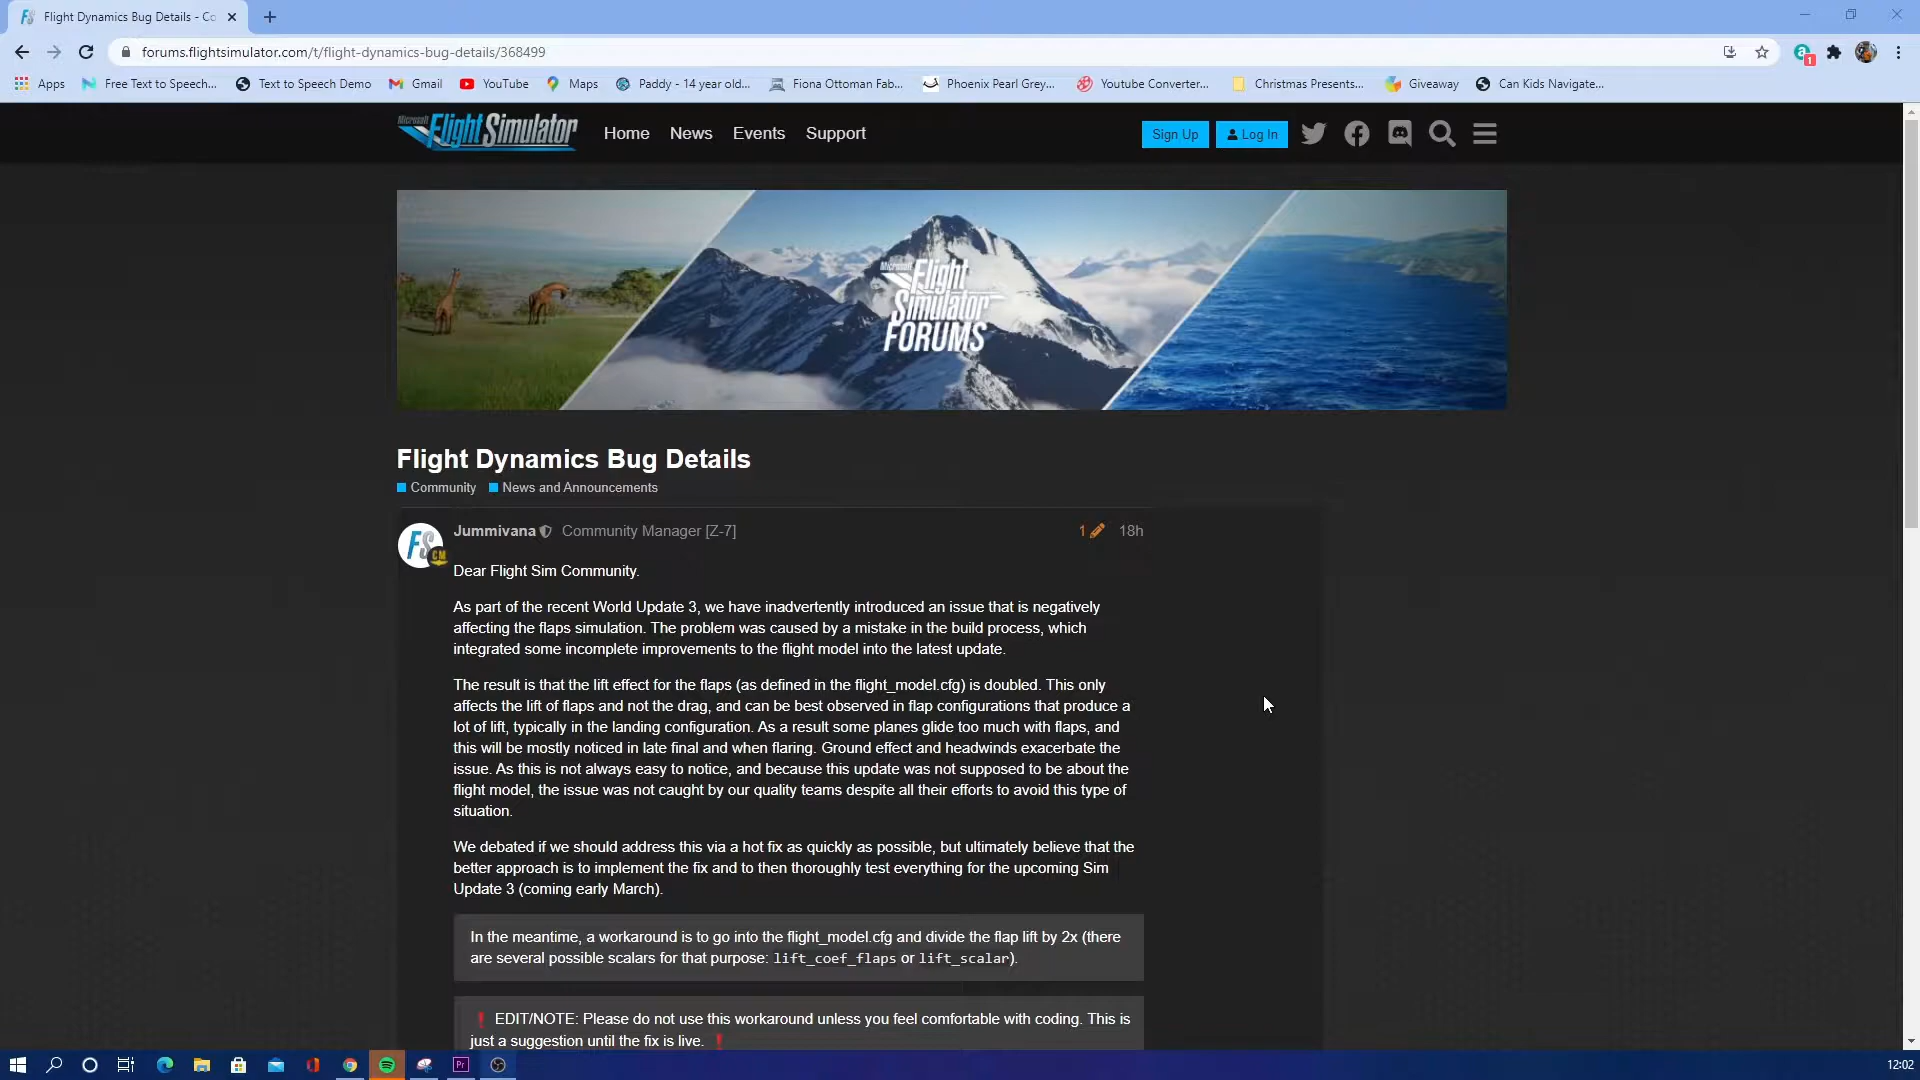 Flight Dynamics Bug Details - Co
forums.flightsimulator.com/t/flight-dynamics-bug-details/368499
1
Apps Free Text to Speech... Text to Speech Demo Gmail YouTube Maps Paddy - 14 year old... Fiona Ottoman Fab... Phoenix Pearl Grey... Youtube Converter... Christmas Presents... Giveaway Can Kids Navigate...
Microsoft Flight Simulator Home News Events Support Sign Up Log In
Microsoft
Flight
Simulator
FORUMS
Flight Dynamics Bug Details
Community News and Announcements
FS CM Jummivana Community Manager [Z-7] 1 18h
Dear Flight Sim Community.
As part of the recent World Update 3, we have inadvertently introduced an issue that is negatively
affecting the flaps simulation. The problem was caused by a mistake in the build process, which
integrated some incomplete improvements to the flight model into the latest update.
The result is that the lift effect for the flaps (as defined in the flight_model.cfg) is doubled. This only
affects the lift of flaps and not the drag, and can be best observed in flap configurations that produce a
lot of lift, typically in the landing configuration. As a result some planes glide too much with flaps, and
this will be mostly noticed in late final and when flaring. Ground effect and headwinds exacerbate the
issue. As this is not always easy to notice, and because this update was not supposed to be about the
flight model, the issue was not caught by our quality teams despite all their efforts to avoid this type of
situation.
We debated if we should address this via a hot fix as quickly as possible, but ultimately believe that the
better approach is to implement the fix and to then thoroughly test everything for the upcoming Sim
Update 3 (coming early March).
In the meantime, a workaround is to go into the flight_model.cfg and divide the flap lift by 2x (there
are several possible scalars for that purpose: lift_coef_flaps or lift_scalar).
❗ EDIT/NOTE: Please do not use this workaround unless you feel comfortable with coding. This is
just a suggestion until the fix is live. ❗
Pr
12:02